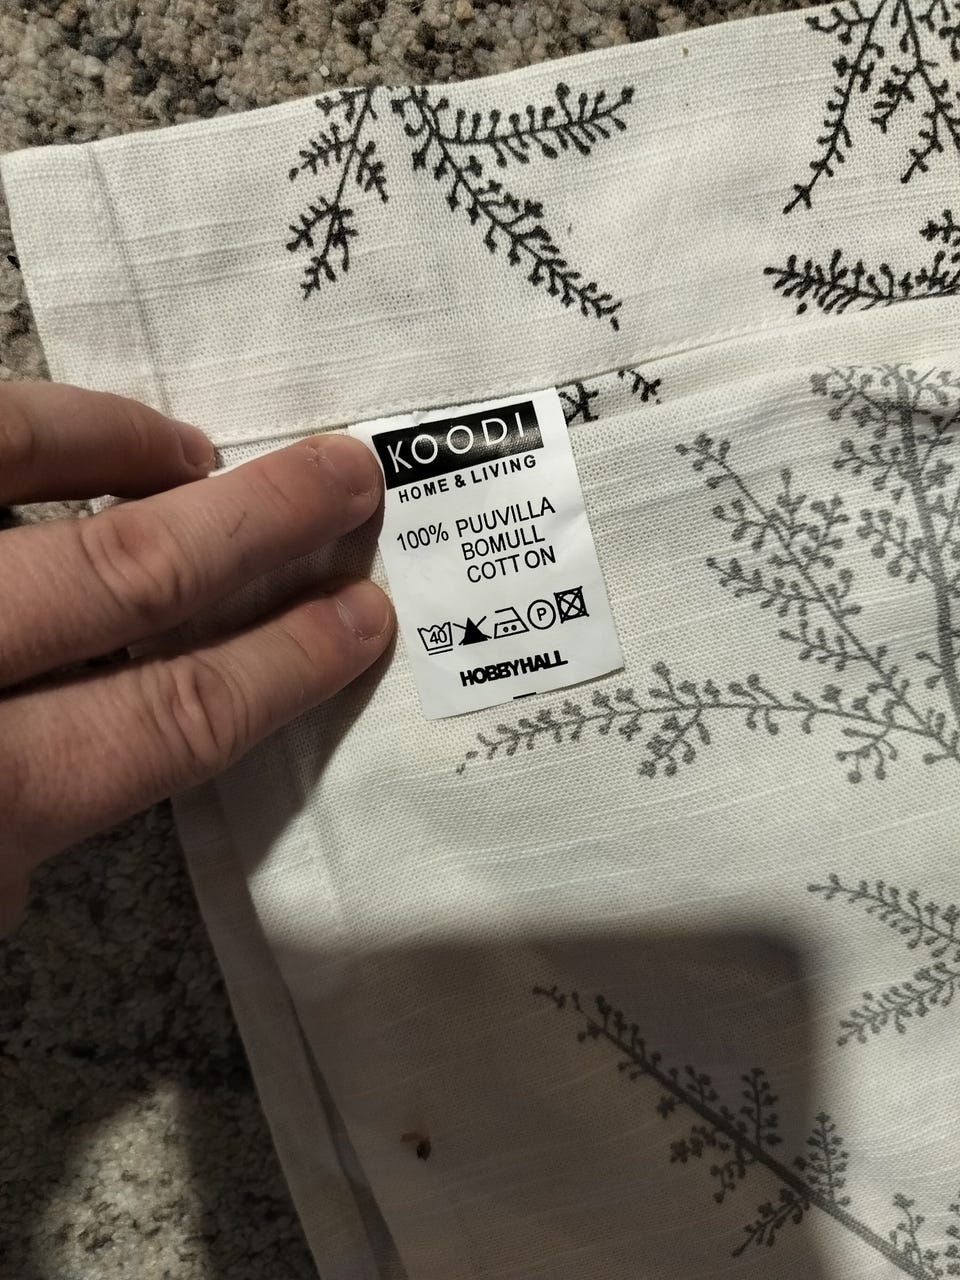 KOODI
HOME & LIVING
100% PUUVILLA
BOMULL
COTTON
40 P
HOBBYHALL